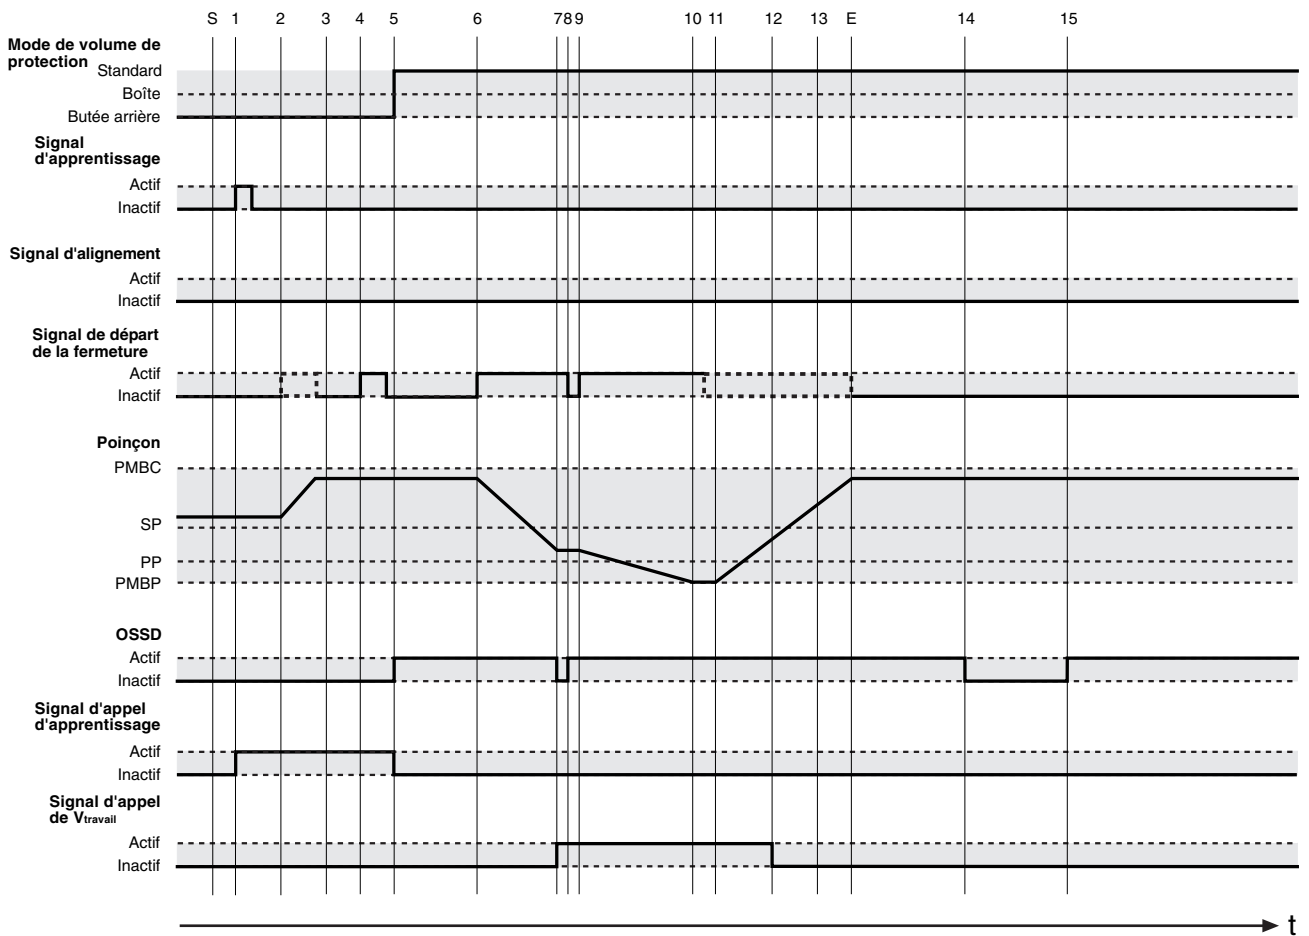 S 1 2 3 4 5 6 7 8 9 10 11 12 13 E 14 15
Mode de volume de
protection
Standard
Boîte
Butée arrière
Signal
d'apprentissage
Actif
Inactif
Signal d'alignement
Actif
Inactif
Signal de départ
de la fermeture
Actif
Inactif
Poinçon
PMBC
SP
PP
PMBP
OSSD
Actif
Inactif
Signal d'appel
d'apprentissage
Actif
Inactif
Signal d'appel
de Vtravail
Actif
Inactif
t